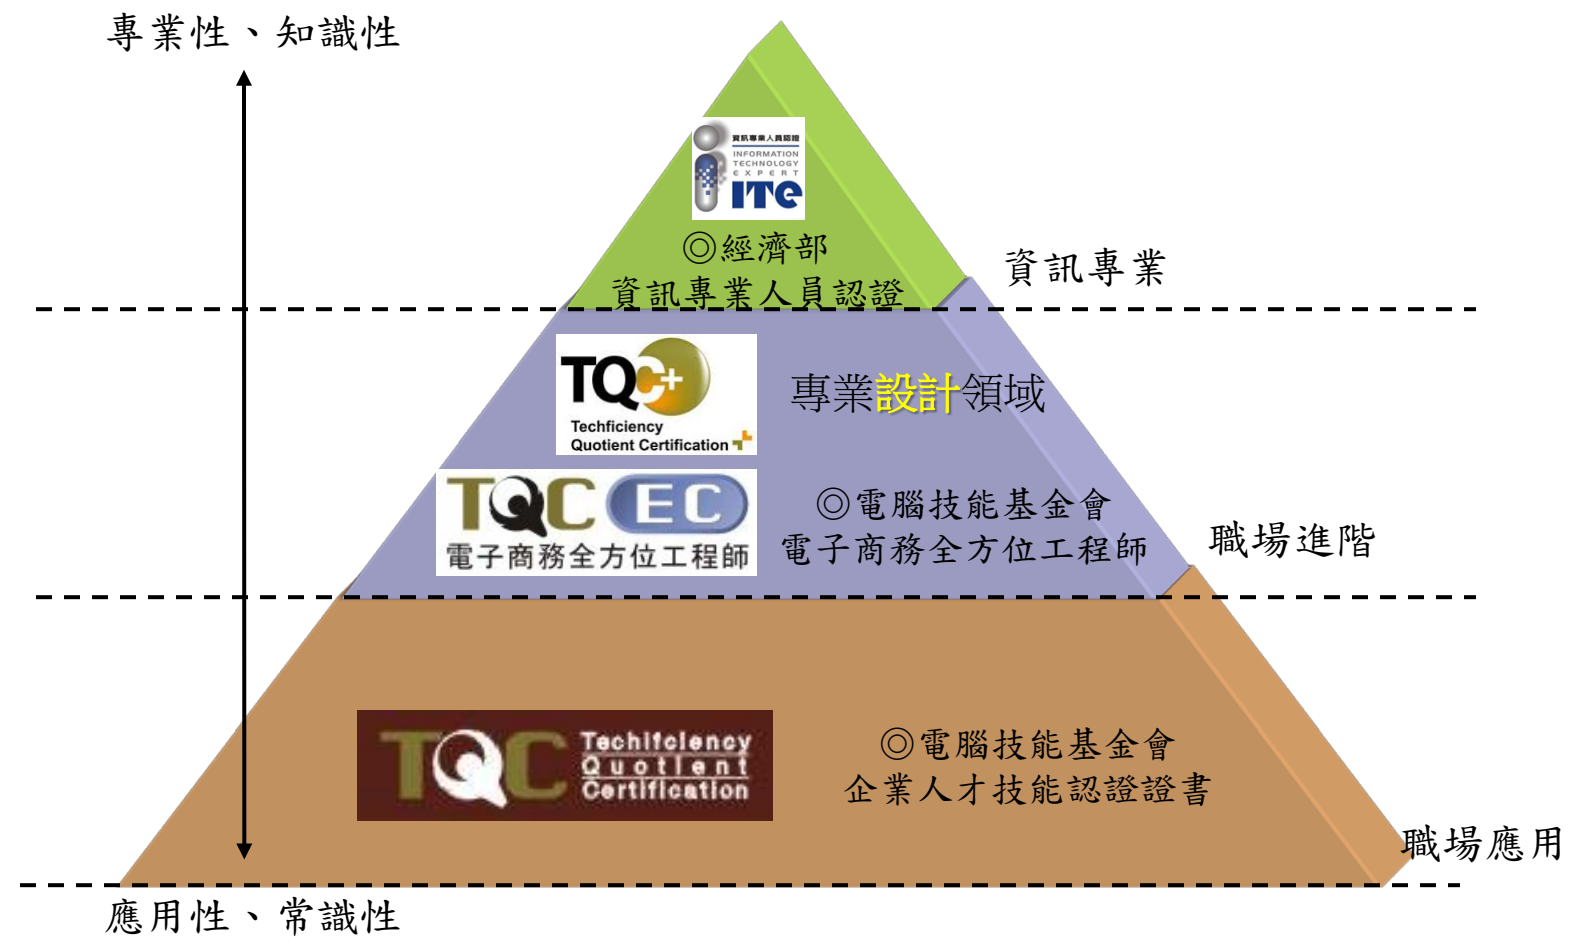 專業性、知識性
資訊專業人員認證
INFORMATION
TECHNOLOGY
EXPERT
ITe
◎經濟部
資訊專業人員認證
資訊專業
TQC+
Techficiency
Quotient Certification
專業設計領域
TQC EC
電子商務全方位工程師
◎電腦技能基金會
電子商務全方位工程師
職場進階
TQC
Techificiency
Quotient
Certification
◎電腦技能基金會
企業人才技能認證證書
職場應用
應用性、常識性